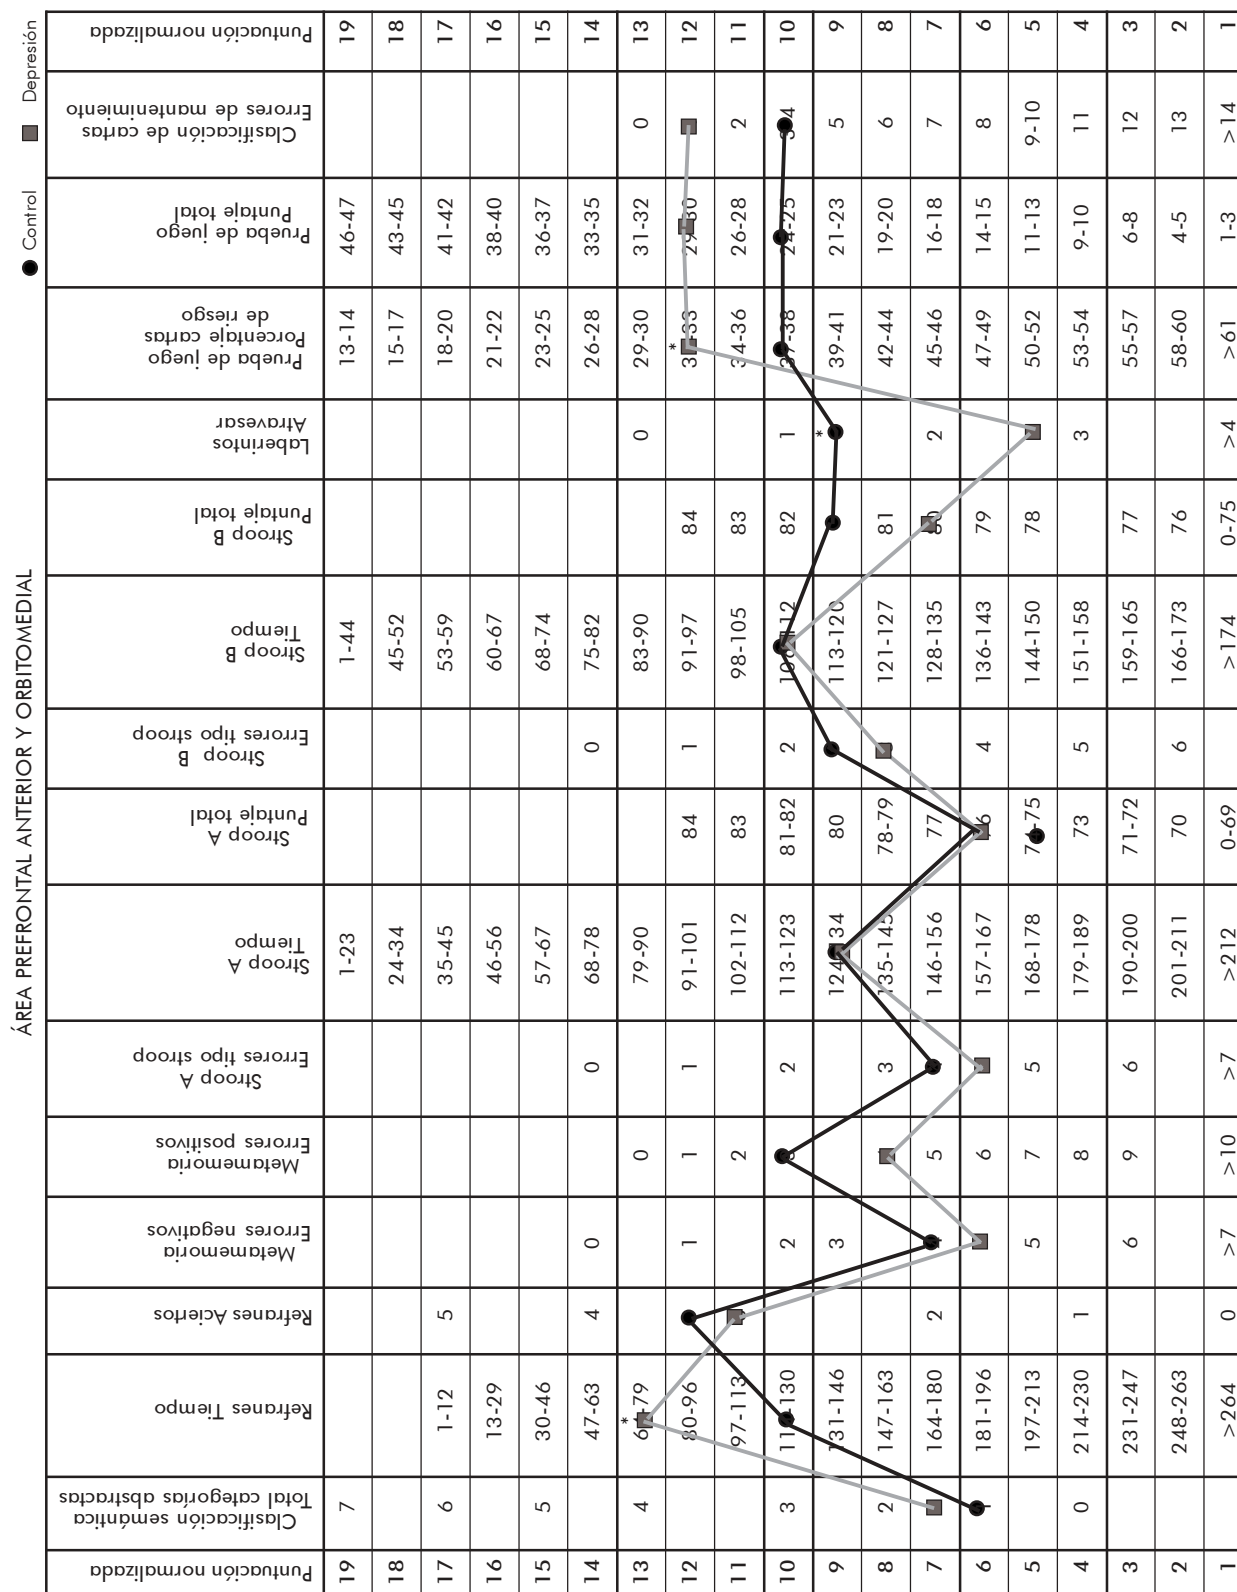 ÁREA PREFRONTAL ANTERIOR Y ORBITOMEDIAL
Control
Depresión
Puntuación normalizada
Clasificación semántica
Total categorías abstractas
Refranes Tiempo
Refranes Aciertos
Metamemoria
Errores negativos
Metamemoria
Errores positivos
Stroop A
Errores tipo stroop
Stroop A
Tiempo
Stroop A
Puntaje total
Stroop B
Errores tipo stroop
Stroop B
Tiempo
Stroop B
Puntaje total
Laberintos
Atravesar
Prueba de juego
Porcentaje cartas
de riesgo
Prueba de juego
Puntaje total
Clasificación de cartas
Errores de mantenimiento
Puntuación normalizada
19 7 1-23 1-44 13-14 46-47 19
18 24-34 45-52 15-17 43-45 18
17 6 1-12 5 35-45 53-59 18-20 41-42 17
16 13-29 46-56 60-67 21-22 38-40 16
15 5 30-46 57-67 68-74 23-25 36-37 15
14 47-63 4 0 0 68-78 0 75-82 26-28 33-35 14
13 4 * 0 79-90 83-90 0 29-30 31-32 0 13
12 80-96 1 1 1 91-101 84 1 91-97 84 * 12
11 97-113 2 102-112 83 98-105 83 34-36 26-28 2 11
10 3 2 2 113-123 81-82 2 82 1 37-38 24-25 10
9 131-146 3 80 113-120 * 39-41 21-23 5 9
8 2 147-163 3 135-145 78-79 121-127 81 42-44 19-20 6 8
7 164-180 2 5 146-156 77 128-135 2 45-46 16-18 7 7
6 181-196 6 157-167 4 136-143 79 47-49 14-15 8 6
5 197-213 5 7 5 168-178 144-150 78 50-52 11-13 9-10 5
4 0 214-230 1 8 179-189 73 5 151-158 3 53-54 9-10 11 4
3 231-247 6 9 6 190-200 71-72 159-165 77 55-57 6-8 12 3
2 248-263 201-211 70 6 166-173 76 58-60 4-5 13 2
1 >264 0 >7 >10 >7 >212 0-69 >174 0-75 >4 >61 1-3 >14 1